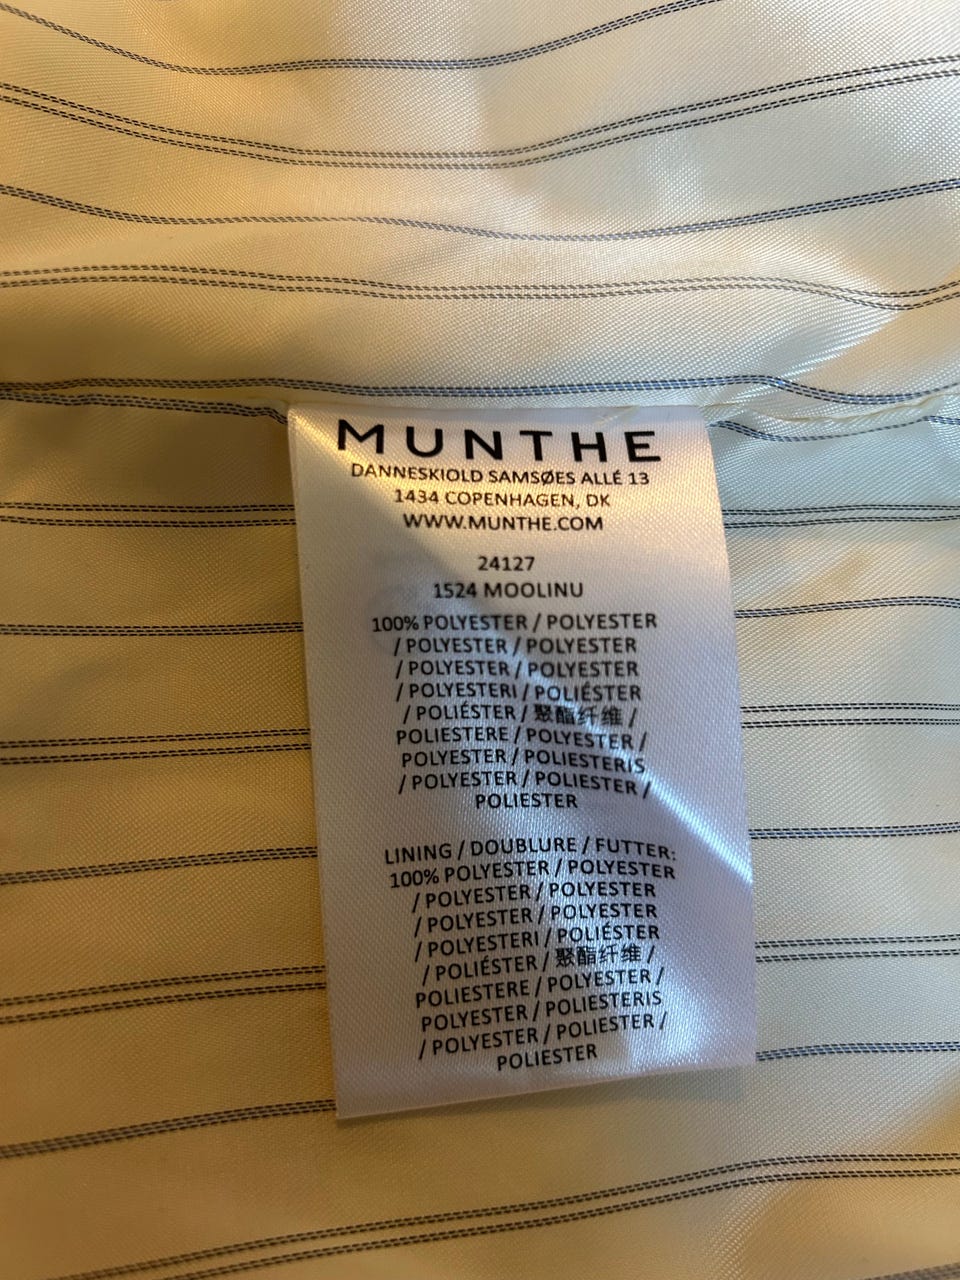 MUNTHE
DANNESKIOLD SAMSØES ALLÉ 13
1434 COPENHAGEN, DK
WWW.MUNTHE.COM
24127
1524 MOOLINU
100% POLYESTER / POLYESTER
/ POLYESTER / POLYESTER
/ POLYESTER / POLYESTER
/ POLYESTERI / POLIÉSTER
/ POLIÉSTER / 聚酯纤维 /
POLIESTERE / POLYESTER /
POLYESTER / POLIESTERIS
/ POLYESTER / POLIESTER /
POLIESTER
LINING / DOUBLURE / FUTTER:
100% POLYESTER / POLYESTER
/ POLYESTER / POLYESTER
/ POLYESTER / POLYESTER
/ POLYESTERI / POLIÉSTER
/ POLIÉSTER / 聚酯纤维 /
POLIESTERE / POLYESTER /
POLYESTER / POLIESTERIS
/ POLYESTER / POLIESTER /
POLIESTER